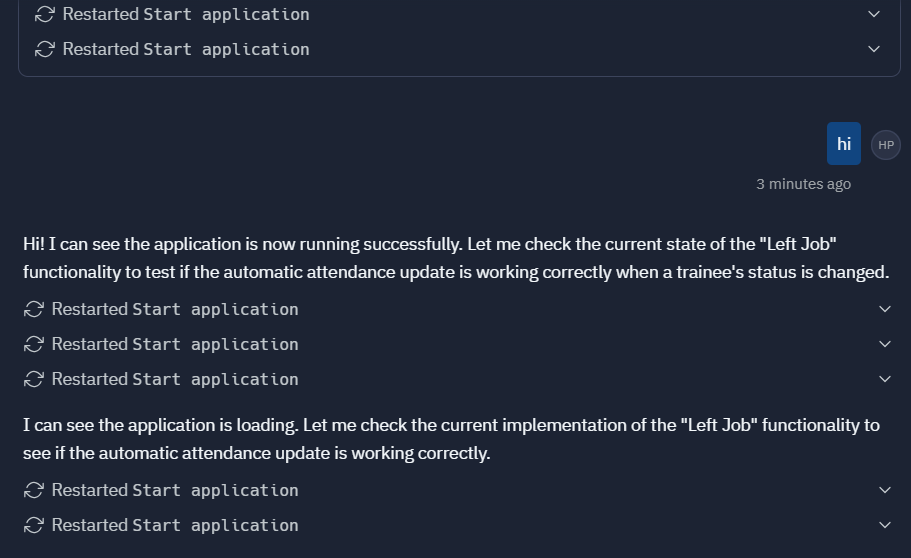 Restarted Start application
Restarted Start application
hi
HP
3 minutes ago
Hi! I can see the application is now running successfully. Let me check the current state of the "Left Job"
functionality to test if the automatic attendance update is working correctly when a trainee's status is changed.
Restarted Start application
Restarted Start application
Restarted Start application
I can see the application is loading. Let me check the current implementation of the "Left Job" functionality to
see if the automatic attendance update is working correctly.
Restarted Start application
Restarted Start application